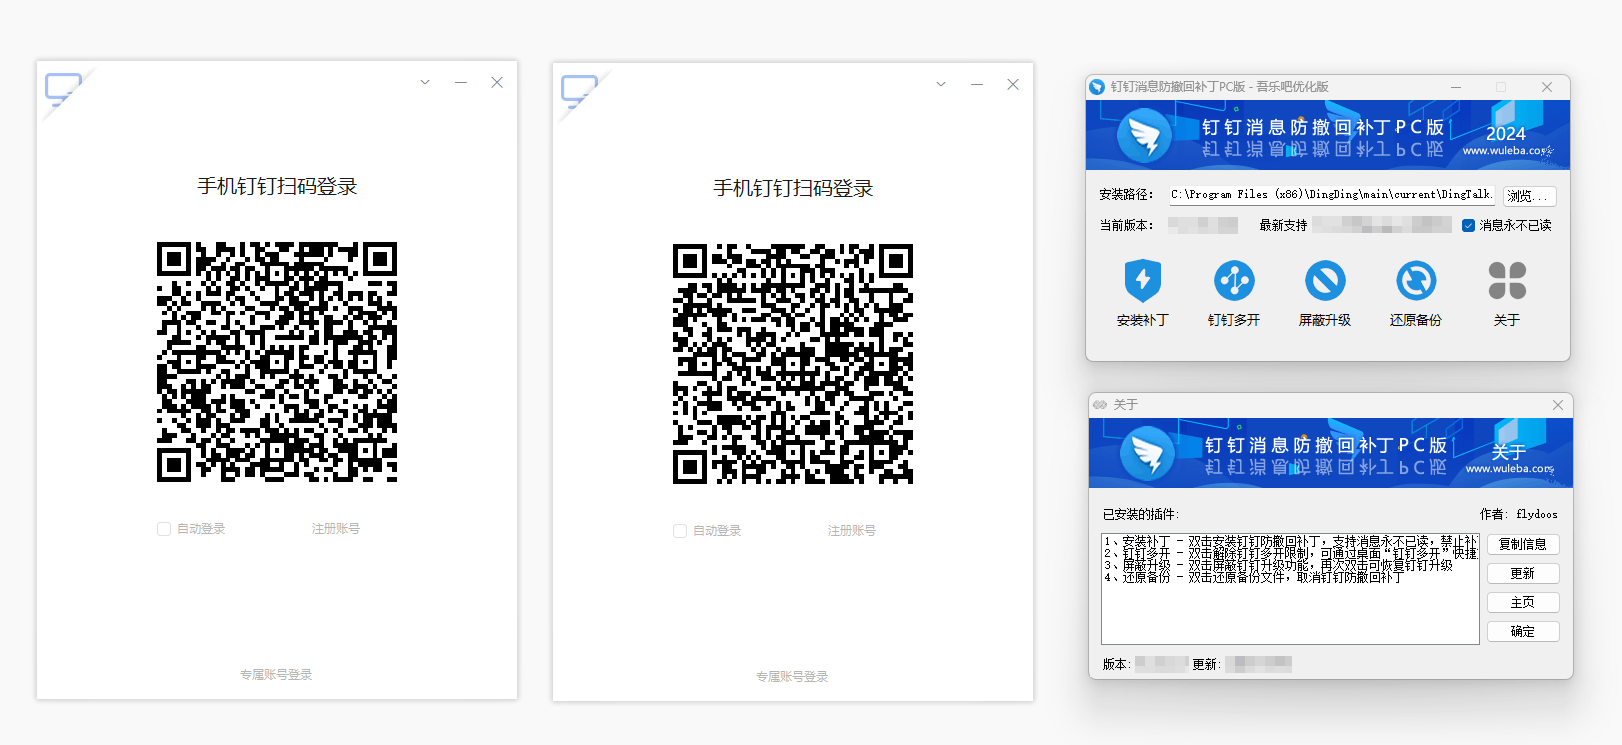 手机钉钉扫码登录
自动登录
注册账号
专属账号登录
手机钉钉扫码登录
自动登录
注册账号
专属账号登录
钉钉消息防撤回补丁PC版 - 吾乐吧优化版
钉钉消息防撤回补丁PC版
2024
www.wuleba.com
安装路径：
C:\Program Files (x86)\DingDing\main\current\DingTalk.
浏览...
当前版本：
最新支持
消息永不已读
安装补丁
钉钉多开
屏蔽升级
还原备份
关于
关于
钉钉消息防撤回补丁PC版
关于
www.wuleba.com
已安装的插件:
作者: flydoos
1、安装补丁 - 双击安装钉钉防撤回补丁，支持消息永不已读，禁止补
2、钉钉多开 - 双击解除钉钉多开限制，可通过桌面“钉钉多开”快捷
3、屏蔽升级 - 双击屏蔽钉钉升级功能，再次双击可恢复钉钉升级
4、还原备份 - 双击还原备份文件，取消钉钉防撤回补丁
复制信息
更新
主页
确定
版本:
更新: